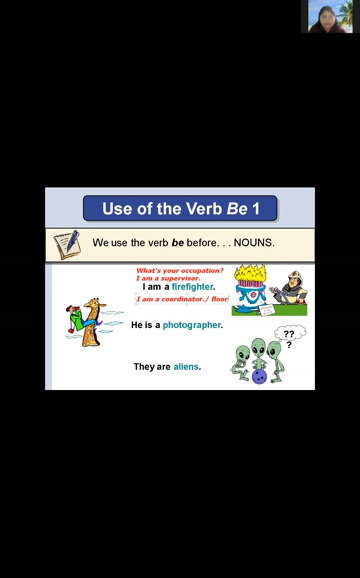 Use of the Verb Be 1
We use the verb be before. . . NOUNS.
What's your occupation?
I am a supervisor.
I am a firefighter.
I am a coordinator./ floor
He is a photographer.
??
?
They are aliens.